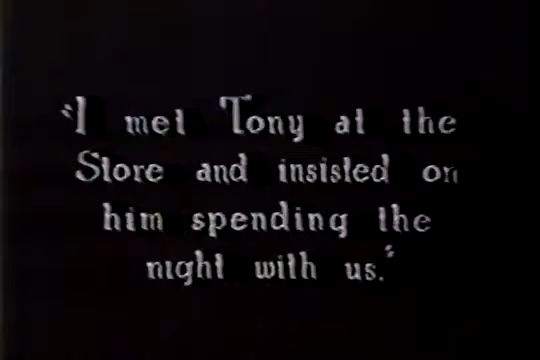 "I met Tony at the
Store and insisted on
him spending the
night with us."